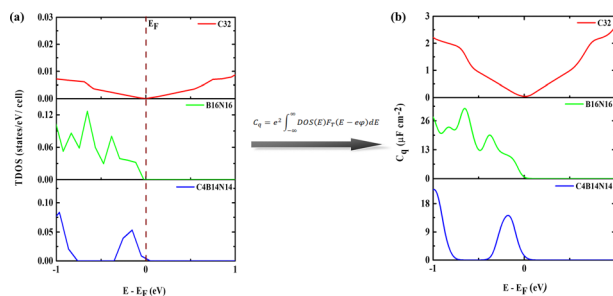 (a)
E_F
C32
0.03
0.01
0.01
0.00
B16N16
0.12
0.06
0.00
C4B14N14
0.10
0.05
0.00
-1
0
1
TDOS (states/eV/ cell)
E - E_F (eV)
C_q = e² ∫_{-∞}^{∞} DOS(E)F_T(E − eφ)dE
(b)
C32
3
2
1
0
B16N16
26
13
0
C4B14N14
18
9
0
-1
0
C_q (μF cm⁻²)
E - E_F (eV)